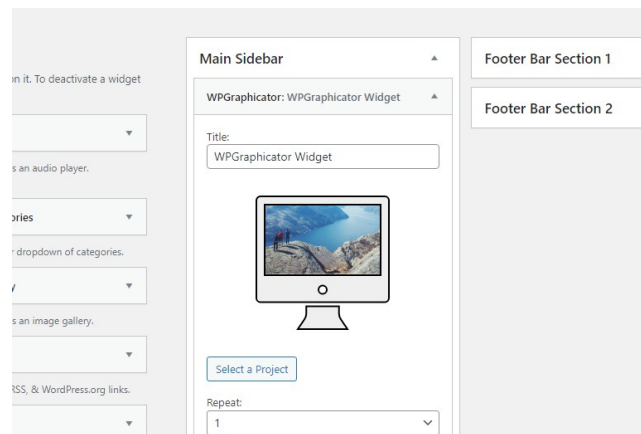 on it. To deactivate a widget
s an audio player.
ories
r dropdown of categories.
s an image gallery.
RSS, & WordPress.org links.
Main Sidebar
WPGraphicator: WPGraphicator Widget
Title:
WPGraphicator Widget
Select a Project
Repeat:
1
Footer Bar Section 1
Footer Bar Section 2